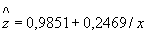 ẑ = 0,9851 + 0,2469 / x